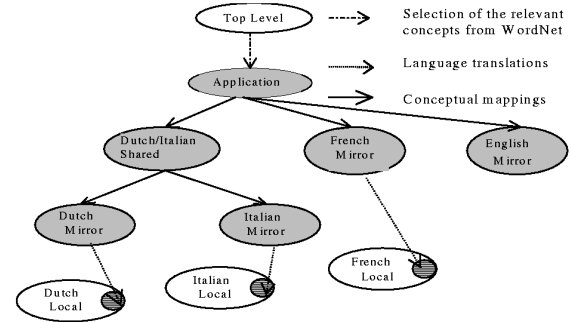 Top Level
Selection of the relevant
concepts from WordNet
Language translations
Application
Conceptual mappings
Dutch/Italian
Shared
French
Mirror
English
Mirror
Dutch
Mirror
Italian
Mirror
French
Local
Italian
Local
Dutch
Local